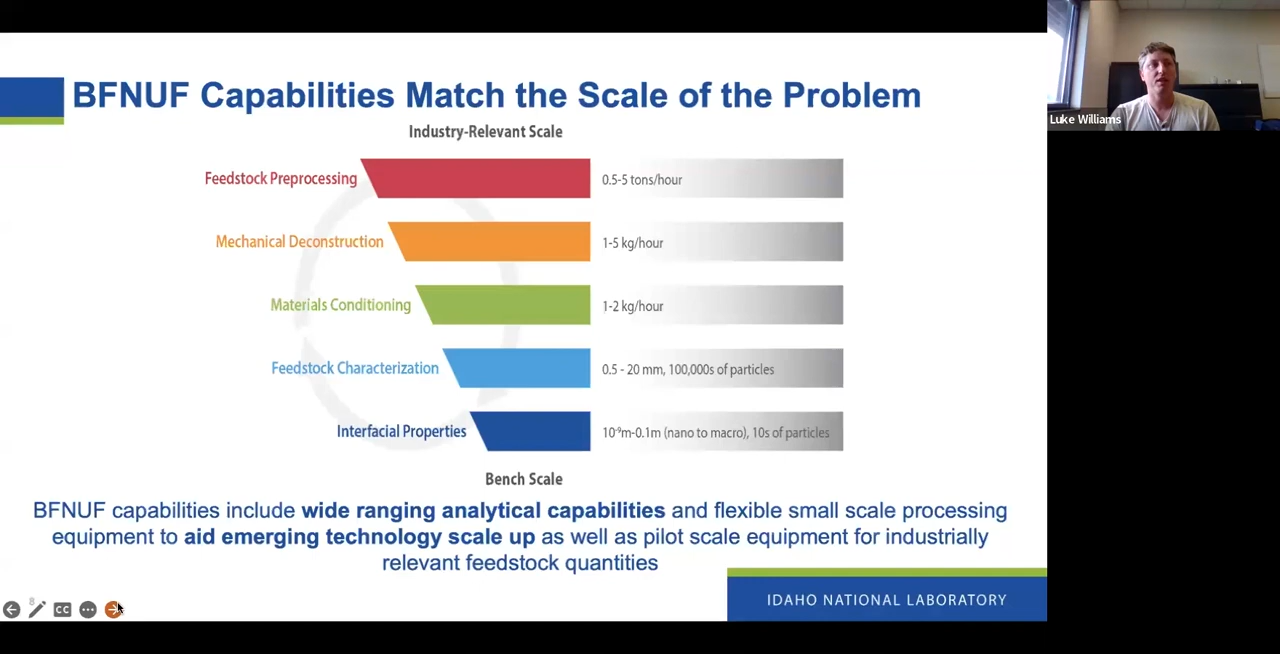 BFNUF Capabilities Match the Scale of the Problem
Industry-Relevant Scale
Feedstock Preprocessing
0.5-5 tons/hour
Mechanical Deconstruction
1-5 kg/hour
Materials Conditioning
1-2 kg/hour
Feedstock Characterization
0.5 - 20 mm, 100,000s of particles
Interfacial Properties
10⁻⁹m-0.1m (nano to macro), 10s of particles
Bench Scale
BFNUF capabilities include wide ranging analytical capabilities and flexible small scale processing
equipment to aid emerging technology scale up as well as pilot scale equipment for industrially
relevant feedstock quantities
IDAHO NATIONAL LABORATORY
8
CC
Luke Williams